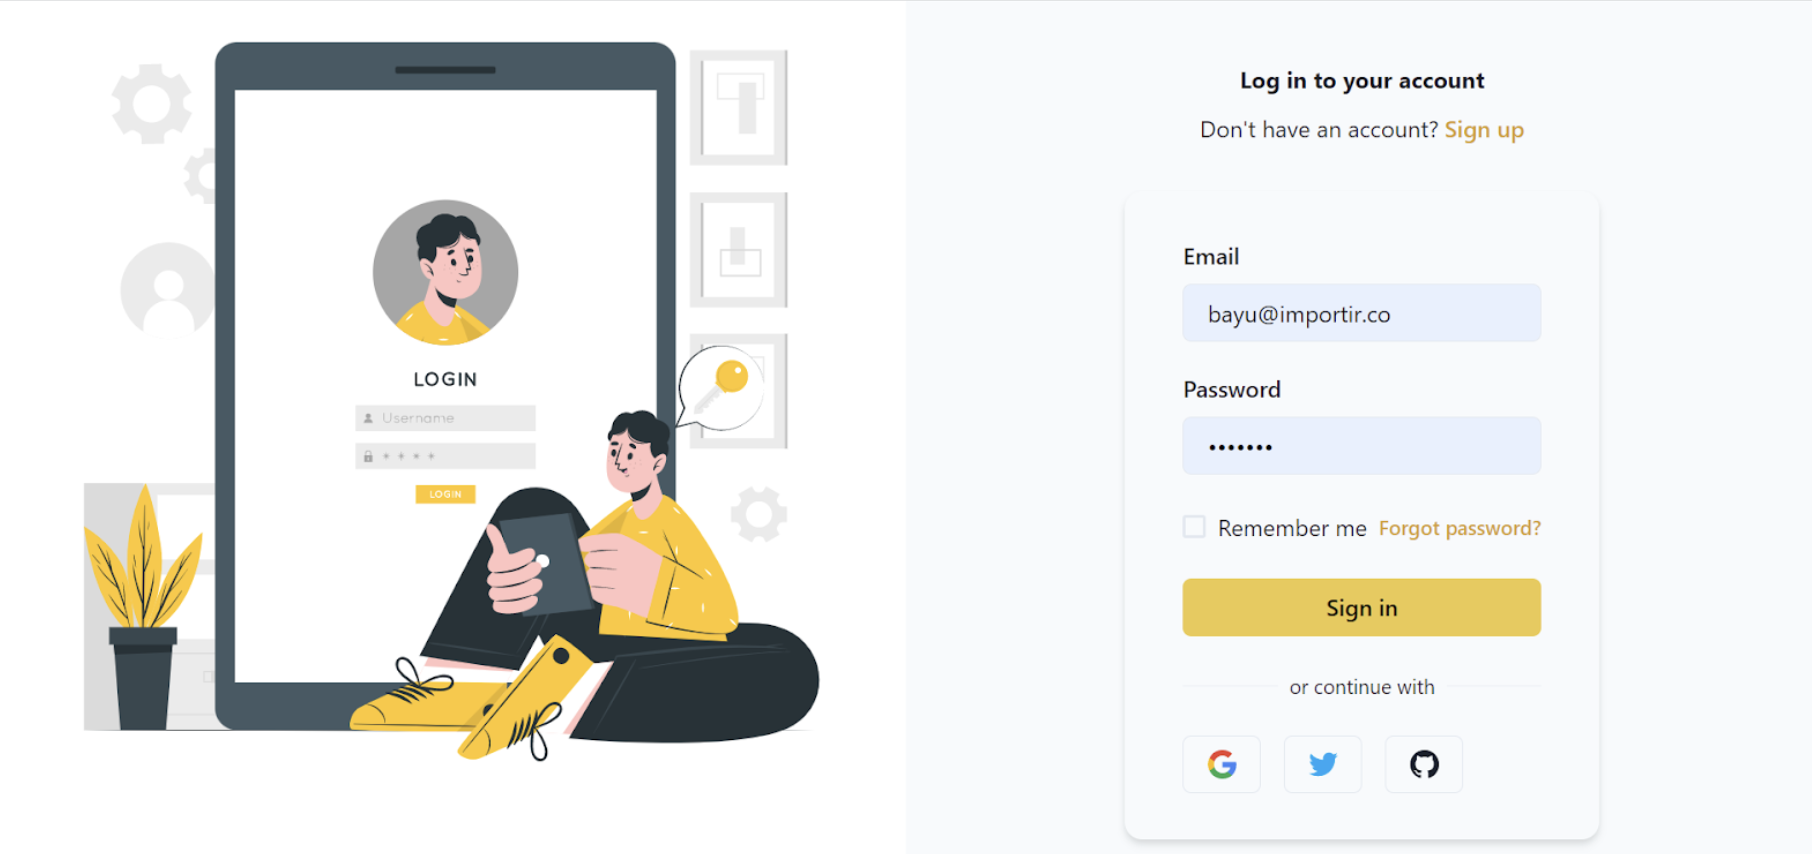 LOGIN
Username
LOGIN
Log in to your account
Don't have an account? Sign up
Email
bayu@importir.co
Password
•••••••
Remember me Forgot password?
Sign in
or continue with